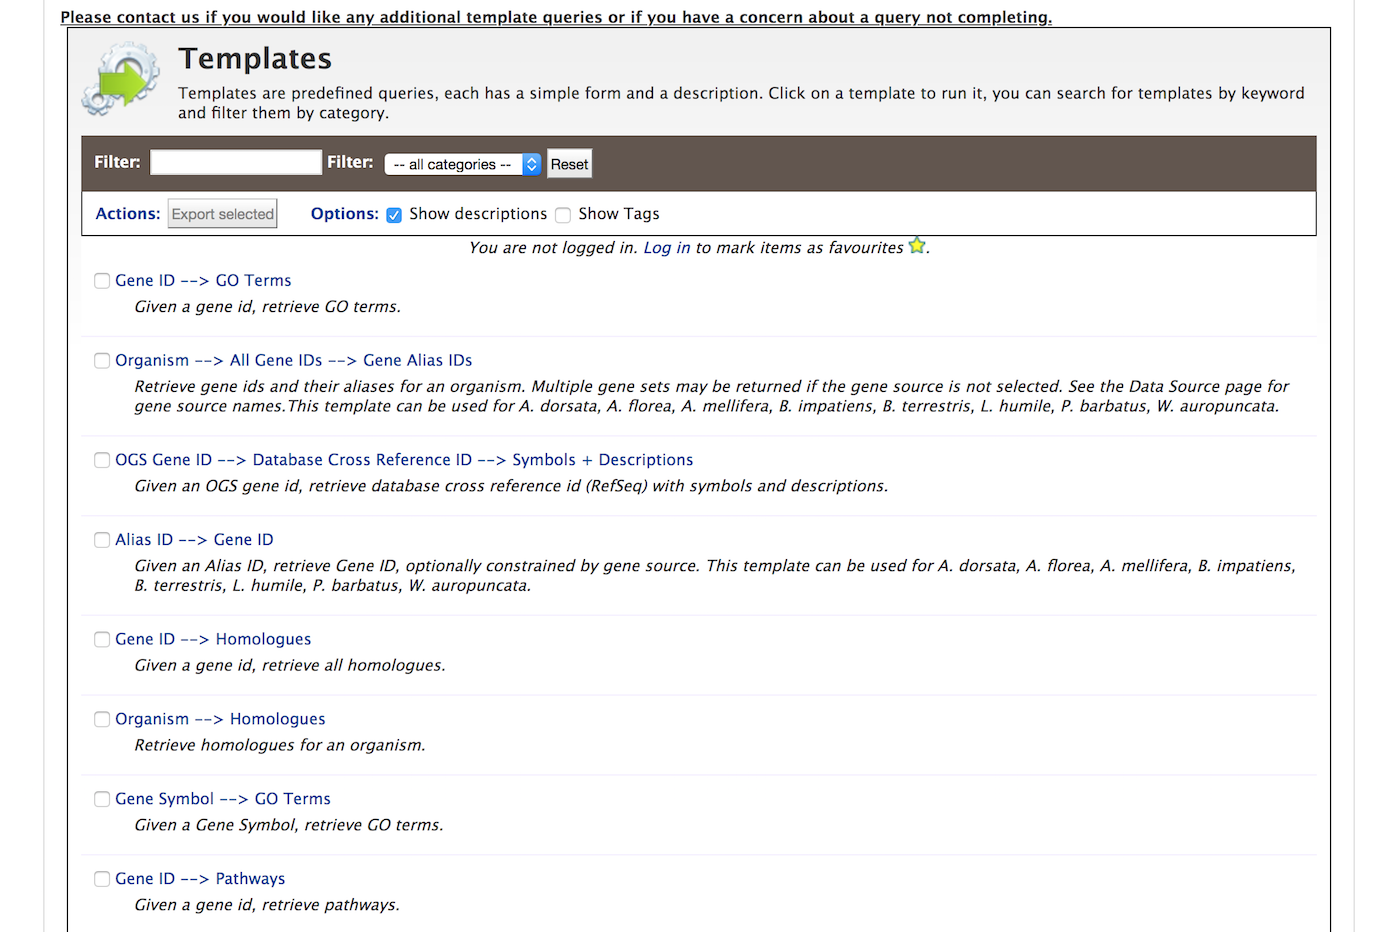 Please contact us if you would like any additional template queries or if you have a concern about a query not completing.
Templates
Templates are predefined queries, each has a simple form and a description. Click on a template to run it, you can search for templates by keyword
and filter them by category.
Filter: Filter: -- all categories -- Reset
Actions: Export selected Options: Show descriptions Show Tags
You are not logged in. Log in to mark items as favourites .
Gene ID --> GO Terms
Given a gene id, retrieve GO terms.
Organism --> All Gene IDs --> Gene Alias IDs
Retrieve gene ids and their aliases for an organism. Multiple gene sets may be returned if the gene source is not selected. See the Data Source page for
gene source names.This template can be used for A. dorsata, A. florea, A. mellifera, B. impatiens, B. terrestris, L. humile, P. barbatus, W. auropuncata.
OGS Gene ID --> Database Cross Reference ID --> Symbols + Descriptions
Given an OGS gene id, retrieve database cross reference id (RefSeq) with symbols and descriptions.
Alias ID --> Gene ID
Given an Alias ID, retrieve Gene ID, optionally constrained by gene source. This template can be used for A. dorsata, A. florea, A. mellifera, B. impatiens,
B. terrestris, L. humile, P. barbatus, W. auropuncata.
Gene ID --> Homologues
Given a gene id, retrieve all homologues.
Organism --> Homologues
Retrieve homologues for an organism.
Gene Symbol --> GO Terms
Given a Gene Symbol, retrieve GO terms.
Gene ID --> Pathways
Given a gene id, retrieve pathways.